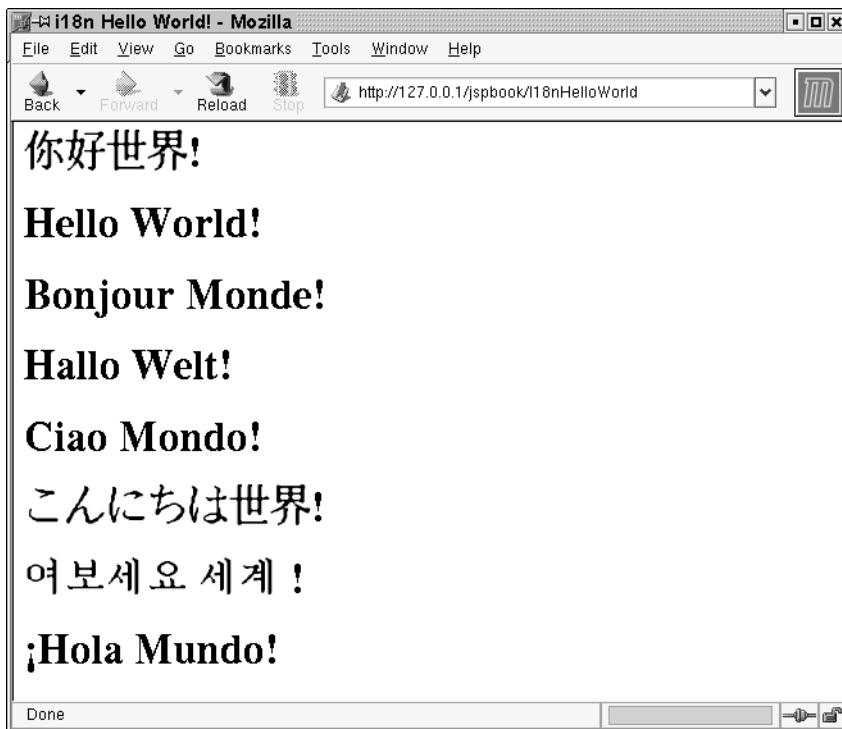 i18n Hello World! - Mozilla
File Edit View Go Bookmarks Tools Window Help
Back Forward Reload Stop http://127.0.0.1/jspbook/I18nHelloWorld
你好世界!
Hello World!
Bonjour Monde!
Hallo Welt!
Ciao Mondo!
こんにちは世界!
여보세요 세계 !
¡Hola Mundo!
Done